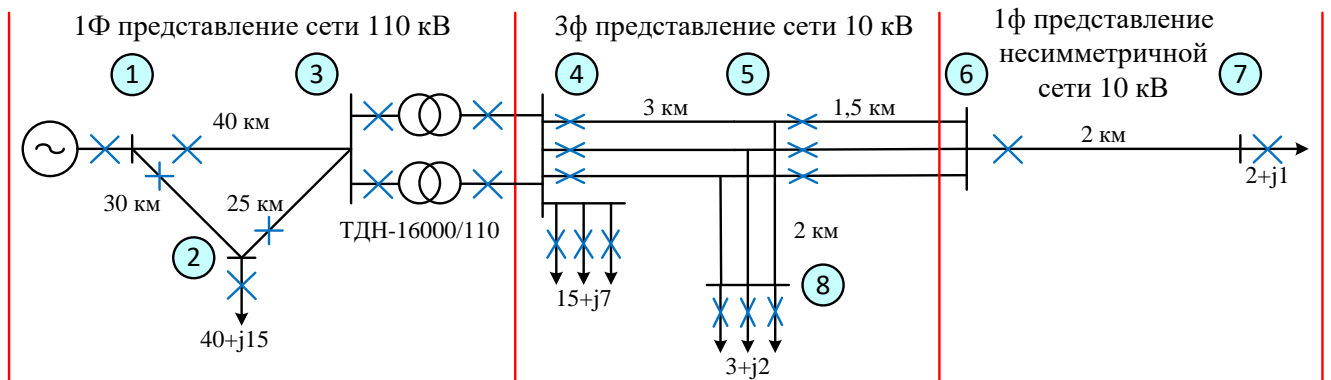 1Ф представление сети 110 кВ
3ф представление сети 10 кВ
1ф представление
несимметричной
сети 10 кВ
1
3
4
5
6
7
40 км
3 км
1,5 км
2 км
30 км
25 км
2+j1
ТДН-16000/110
2
2 км
8
15+j7
40+j15
3+j2